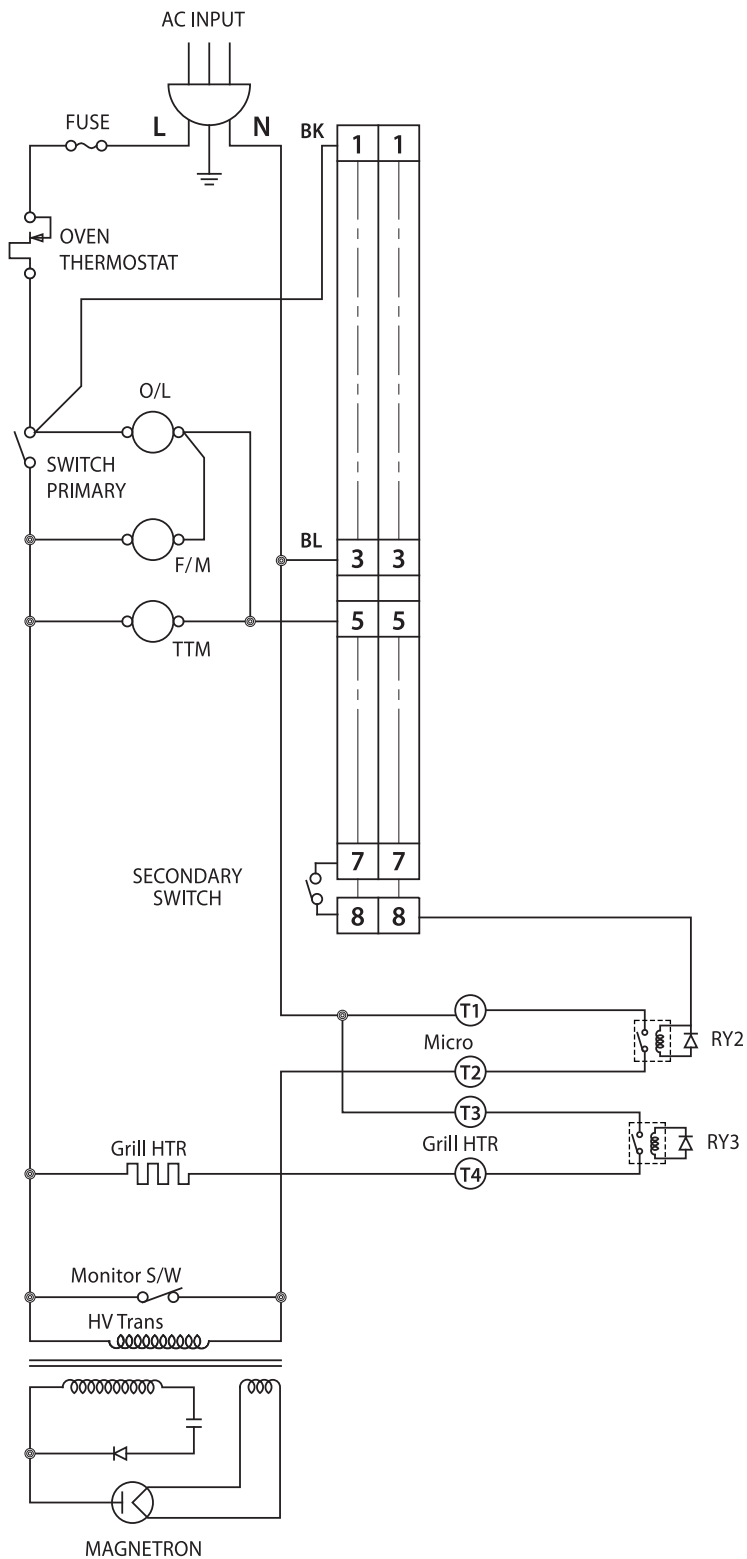 AC INPUT
FUSE
L
N
BK
1 1
OVEN
THERMOSTAT
O/L
SWITCH
PRIMARY
BL
3 3
F/M
5 5
TTM
7 7
SECONDARY
SWITCH
8 8
T1
Micro
RY2
T2
T3
Grill HTR
Grill HTR
RY3
T4
Monitor S/W
HV Trans
MAGNETRON